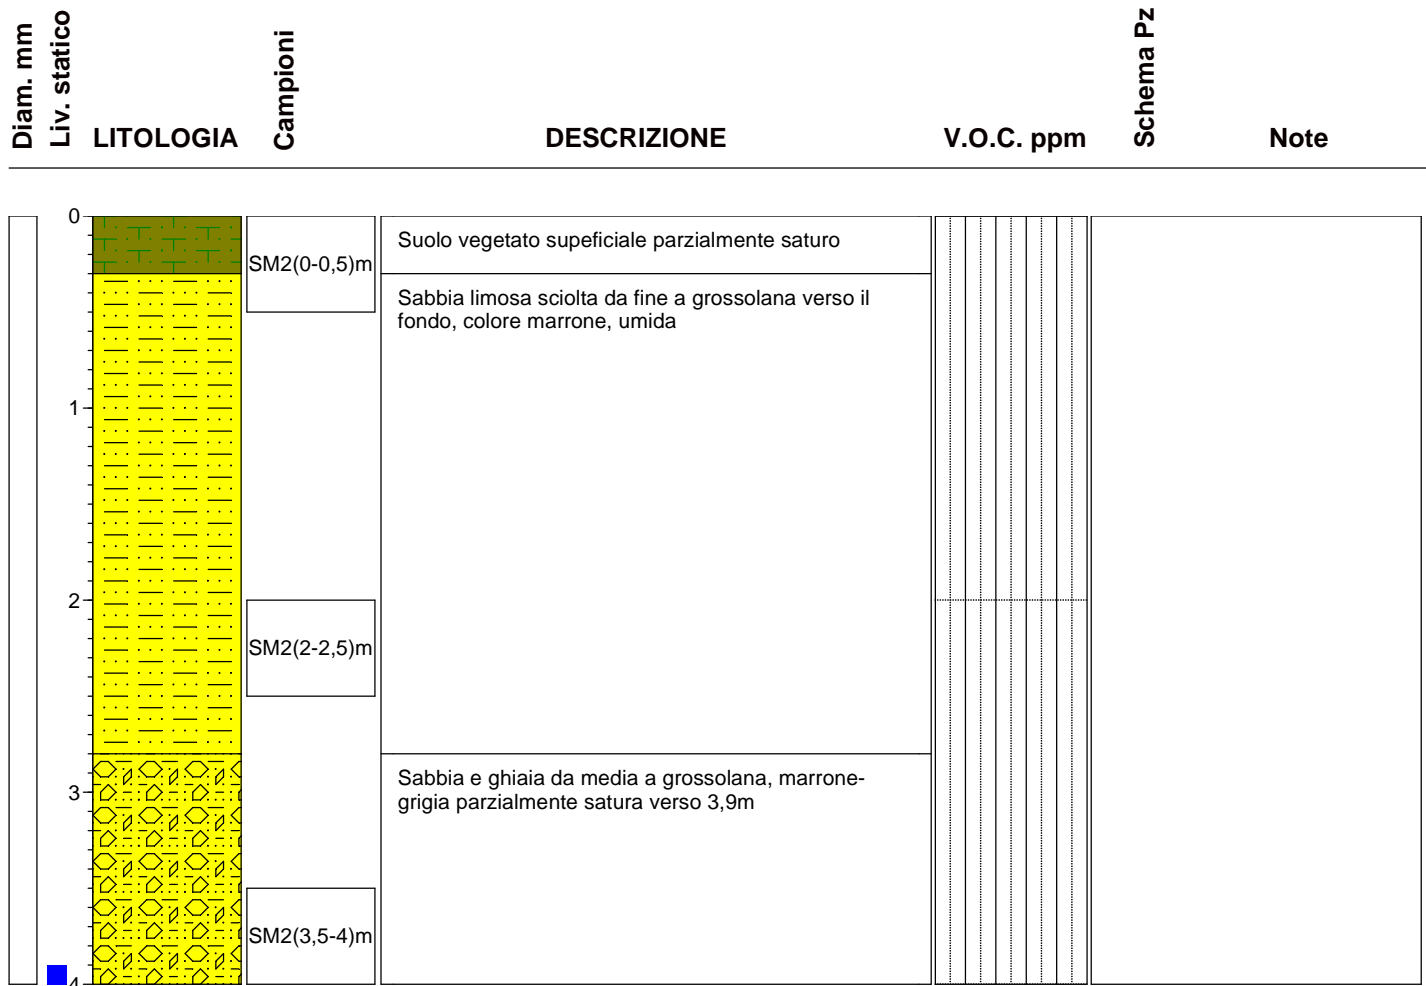 Diam. mm
Liv. statico
LITOLOGIA
Campioni
DESCRIZIONE
V.O.C. ppm
Schema Pz
Note
0
SM2(0-0,5)m
Suolo vegetato supeficiale parzialmente saturo
Sabbia limosa sciolta da fine a grossolana verso il
fondo, colore marrone, umida
1
2
SM2(2-2,5)m
Sabbia e ghiaia da media a grossolana, marrone-
grigia parzialmente satura verso 3,9m
3
SM2(3,5-4)m
4